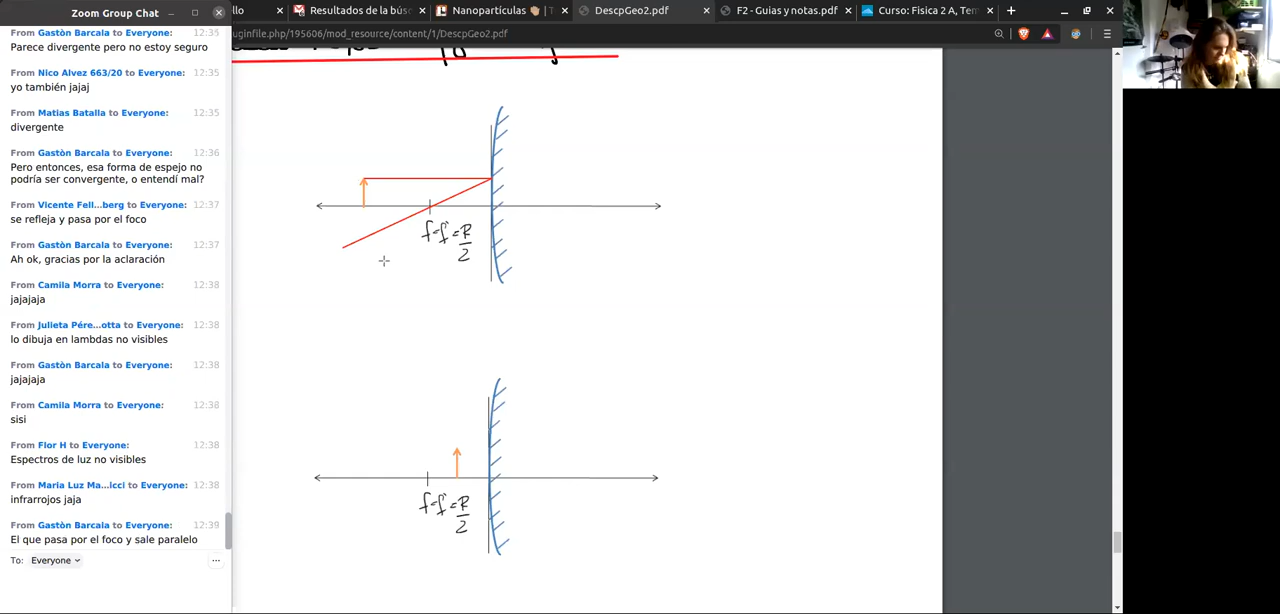 Zoom Group Chat
llo
Resultados de la bús
Nanopartículas 👏🏼 | T
DescpGeo2.pdf
F2 - Guias y notas.pdf
Curso: Fisica 2 A, Tem
uginfile.php/195606/mod_resource/content/1/DescpGeo2.pdf
From Gastòn Barcala to Everyone: 12:35
Parece divergente pero no estoy seguro
From Nico Alvez 663/20 to Everyone: 12:35
yo también jajaj
From Matias Batalla to Everyone: 12:35
divergente
From Gastòn Barcala to Everyone: 12:36
Pero entonces, esa forma de espejo no
podría ser convergente, o entendí mal?
From Vicente Fell...berg to Everyone: 12:37
se refleja y pasa por el foco
From Gastòn Barcala to Everyone: 12:37
Ah ok, gracias por la aclaración
From Camila Morra to Everyone: 12:38
jajajaja
From Julieta Pére...otta to Everyone: 12:38
lo dibuja en lambdas no visibles
From Gastòn Barcala to Everyone: 12:38
jajajaja
From Camila Morra to Everyone: 12:38
sisi
From Flor H to Everyone: 12:38
Espectros de luz no visibles
From Maria Luz Ma...lcci to Everyone: 12:38
infrarrojos jaja
From Gastòn Barcala to Everyone: 12:39
El que pasa por el foco y sale paralelo
To: Everyone
...
f=f'=R/2
f=f'=R/2